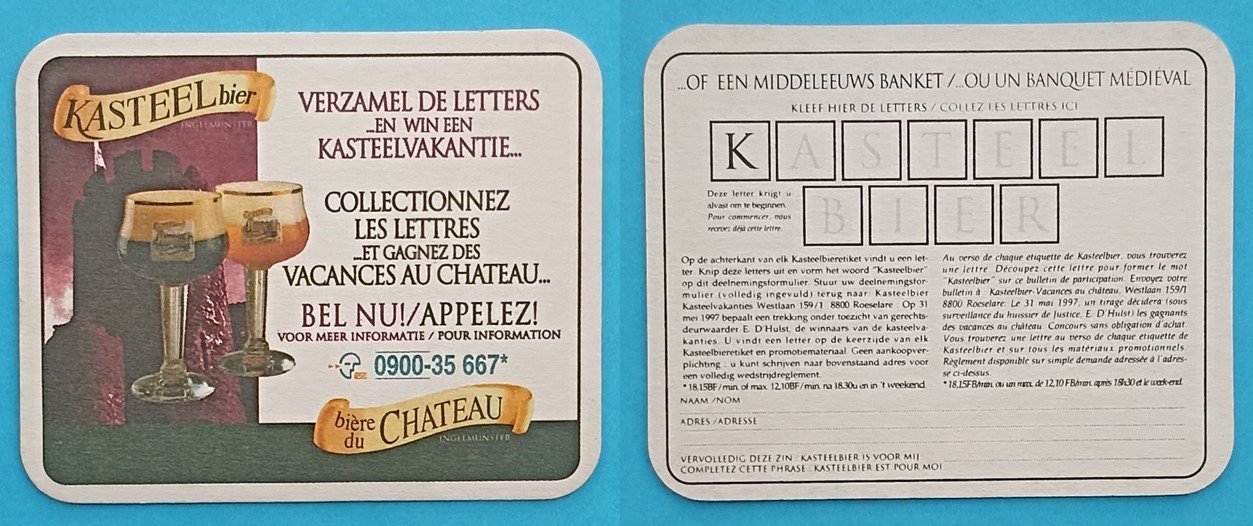 KASTEEL bier
INGELMUNSTER
VERZAMEL DE LETTERS
...EN WIN EEN
KASTEELVAKANTIE...
COLLECTIONNEZ
LES LETTRES
...ET GAGNEZ DES
VACANCES AU CHATEAU...
BEL NU!/APPELEZ!
VOOR MEER INFORMATIE / POUR INFORMATION
0900-35 667*
bière
du CHATEAU
INGELMUNSTER
...OF EEN MIDDELEEUWS BANKET /...OU UN BANQUET MÉDIÉVAL
KLEEF HIER DE LETTERS / COLLEZ LES LETTRES ICI
K A S T E E L
Deze letter krijgt u
alvast om te beginnen.
Pour commencer, vous
recevez déjà cette lettre.
B I E R
Op de achterkant van elk Kasteelbieretiket vindt u een let-
ter. Knip deze letters uit en vorm het woord "Kasteelbier"
op dit deelnemingsformulier. Stuur uw deelnemingsfor-
mulier (volledig ingevuld) terug naar: Kasteelbier
Kasteelvakanties Westlaan 159/1 8800 Roeselare. Op 31
mei 1997 bepaalt een trekking onder toezicht van gerechts-
deurwaarder E. D'Hulst, de winnaars van de kasteelva-
kanties. U vindt een letter op de keerzijde van elk
Kasteelbieretiket en promotiemateriaal. Geen aankoopver-
plichting : u kunt schrijven naar bovenstaand adres voor
een volledig wedstrijdreglement.
*18,15BF/min. of max. 12,10BF/min. na 18.30u en in 't weekend.
Au verso de chaque étiquette de Kasteelbier, vous trouverez
une lettre. Découpez cette lettre pour former le mot
"Kasteelbier" sur ce bulletin de participation. Envoyez votre
bulletin à : Kasteelbier-Vacances au château, Westlaan 159/1
8800 Roeselare. Le 31 mai 1997, un tirage décidera (sous
surveillance du huissier de Justice, E. D'Hulst) les gagnants
des vacances au château. Concours sans obligation d'achat.
Vous trouverez une lettre au verso de chaque etiquette de
Kasteelbier et sur tous les matériaux promotionnels.
Règlement disponible sur simple demande adressée à l'adres-
se ci-dessus.
*18,15FB/min. ou un max. de 12,10 FB/min. après 18h30 et le week-end.
NAAM /NOM
ADRES /ADRESSE
VERVOLLEDIG DEZE ZIN : KASTEELBIER IS VOOR MIJ
COMPLETEZ CETTE PHRASE : KASTEELBIER EST POUR MOI